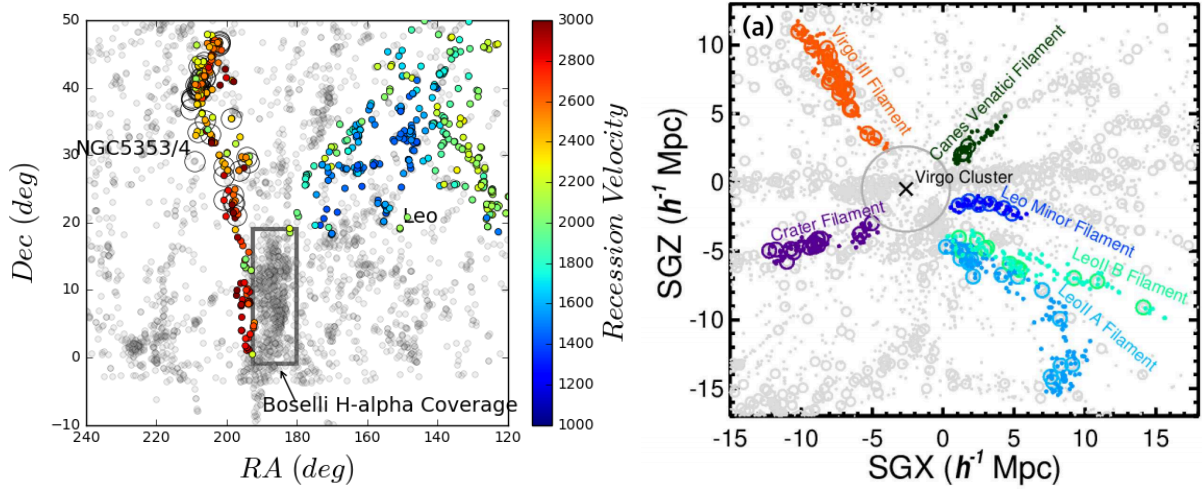 50
40
30
20
10
0
−10
240
220
200
180
160
140
120
Dec (deg)
RA (deg)
NGC5353/4
Leo
Boselli H-alpha Coverage
3000
2800
2600
2400
2200
2000
1800
1600
1400
1200
1000
Recession Velocity
(a)
10
5
0
-5
-10
-15
-15
-10
-5
0
5
10
15
SGZ (h⁻¹ Mpc)
SGX (h⁻¹ Mpc)
Virgo III Filament
Canes Venatici Filament
Virgo Cluster
Leo Minor Filament
Crater Filament
LeoII B Filament
LeoII A Filament